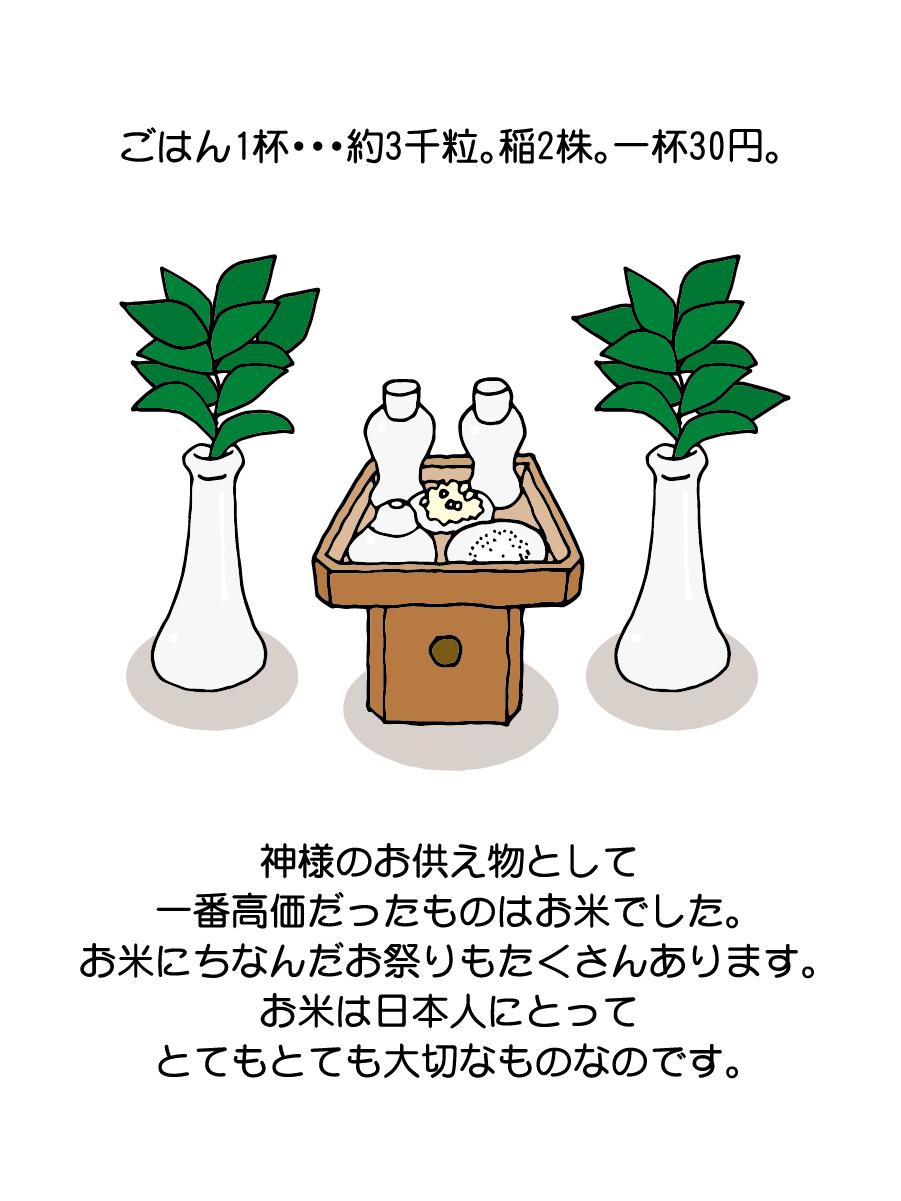 ごはん1杯・・・約3千粒。稲2株。一杯30円。
神様のお供え物として
一番高価だったものはお米でした。
お米にちなんだお祭りもたくさんあります。
お米は日本人にとって
とてもとても大切なものなのです。